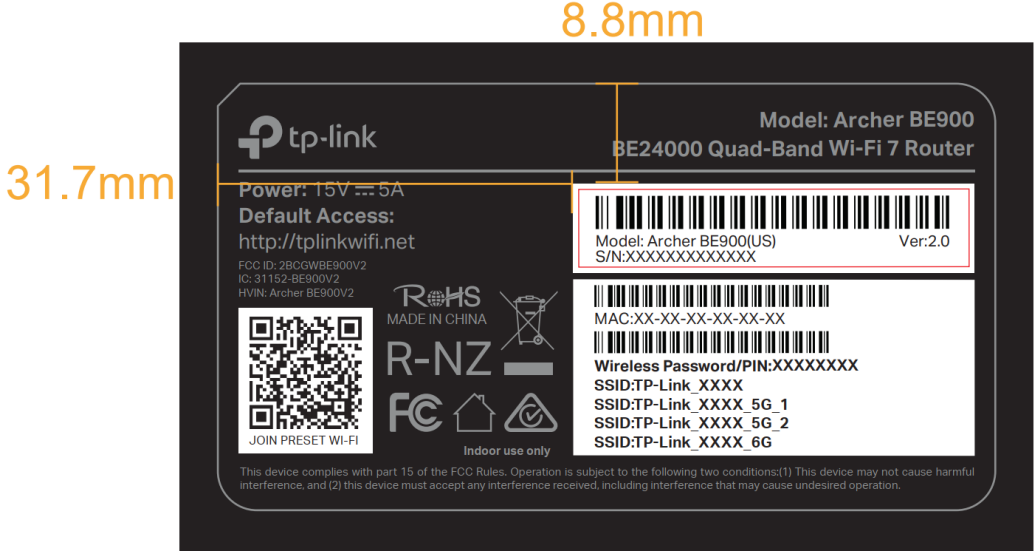 8.8mm
31.7mm
tp-link
Model: Archer BE900
BE24000 Quad-Band Wi-Fi 7 Router
Power: 15V⎓5A
Default Access:
http://tplinkwifi.net
FCC ID: 2BCGWBE900V2
IC: 31152-BE900V2
HVIN: Archer BE900V2
JOIN PRESET WI-FI
RoHS
MADE IN CHINA
R-NZ
FC
Indoor use only
Model: Archer BE900(US) Ver:2.0
S/N:XXXXXXXXXXXXX
MAC:XX-XX-XX-XX-XX-XX
Wireless Password/PIN:XXXXXXXX
SSID:TP-Link_XXXX
SSID:TP-Link_XXXX_5G_1
SSID:TP-Link_XXXX_5G_2
SSID:TP-Link_XXXX_6G
This device complies with part 15 of the FCC Rules. Operation is subject to the following two conditions:(1) This device may not cause harmful
interference, and (2) this device must accept any interference received, including interference that may cause undesired operation.